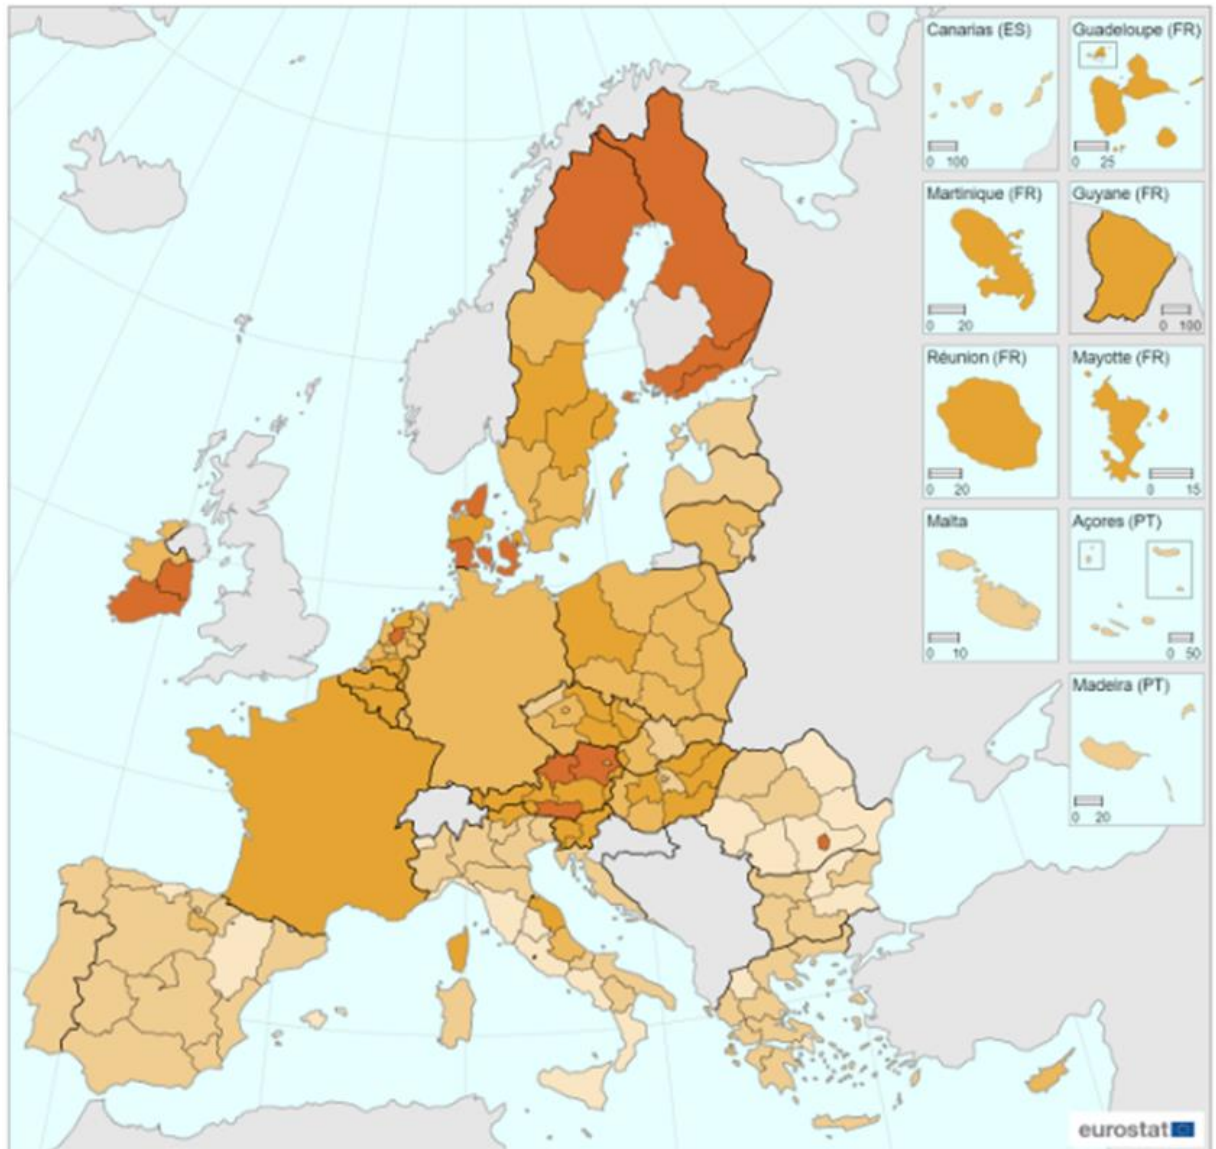 Canarias (ES)
0 100
Guadeloupe (FR)
0 25
Martinique (FR)
0 20
Guyane (FR)
0 100
Réunion (FR)
0 20
Mayotte (FR)
0 15
Malta
0 10
Açores (PT)
0 50
Madeira (PT)
0 20
eurostat